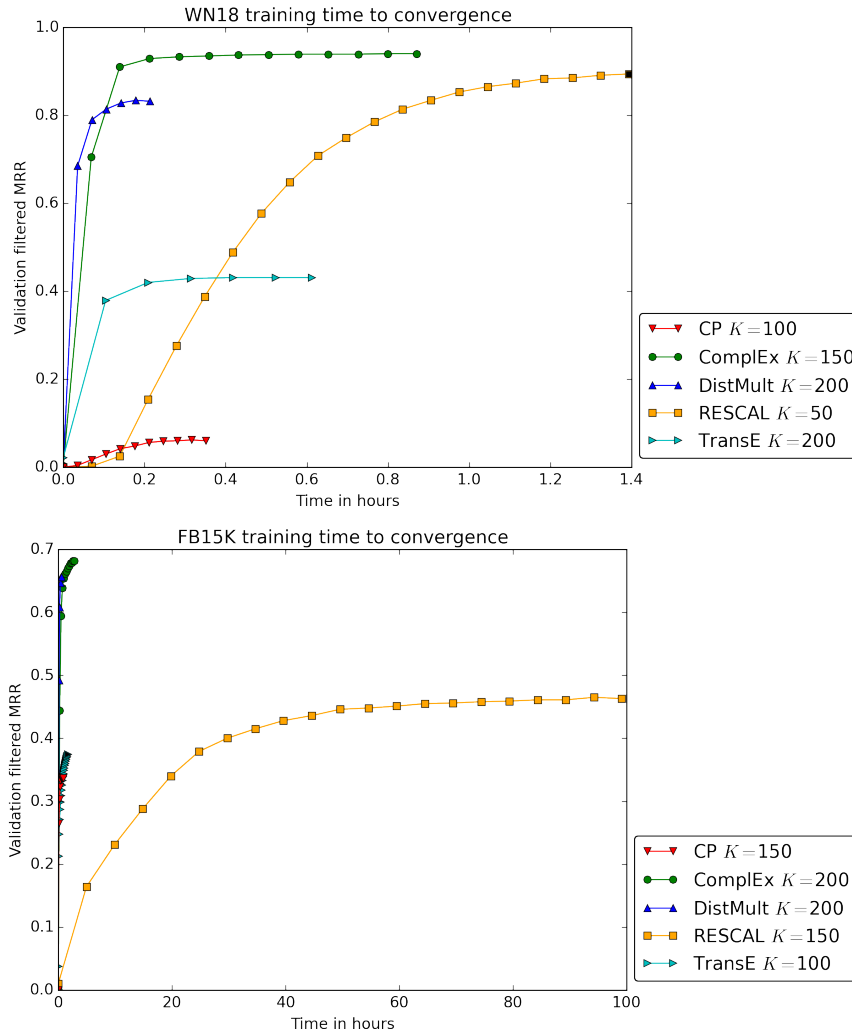 WN18 training time to convergence
Validation filtered MRR
1.0
0.8
0.6
0.4
0.2
0.0
0.0 0.2 0.4 0.6 0.8 1.0 1.2 1.4
Time in hours
CP K=100
ComplEx K=150
DistMult K=200
RESCAL K=50
TransE K=200
FB15K training time to convergence
Validation filtered MRR
0.7
0.6
0.5
0.4
0.3
0.2
0.1
0.0
0 20 40 60 80 100
Time in hours
CP K=150
ComplEx K=200
DistMult K=200
RESCAL K=150
TransE K=100